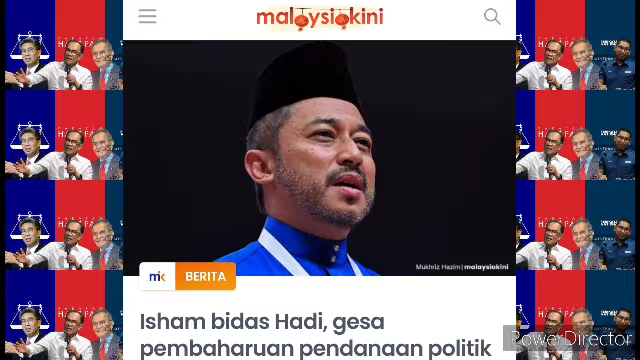 malaysiakini
Mukhriz Hazim | malaysiakini
mk BERITA
Isham bidas Hadi, gesa
pembaharuan pendanaan politik
PowerDirector